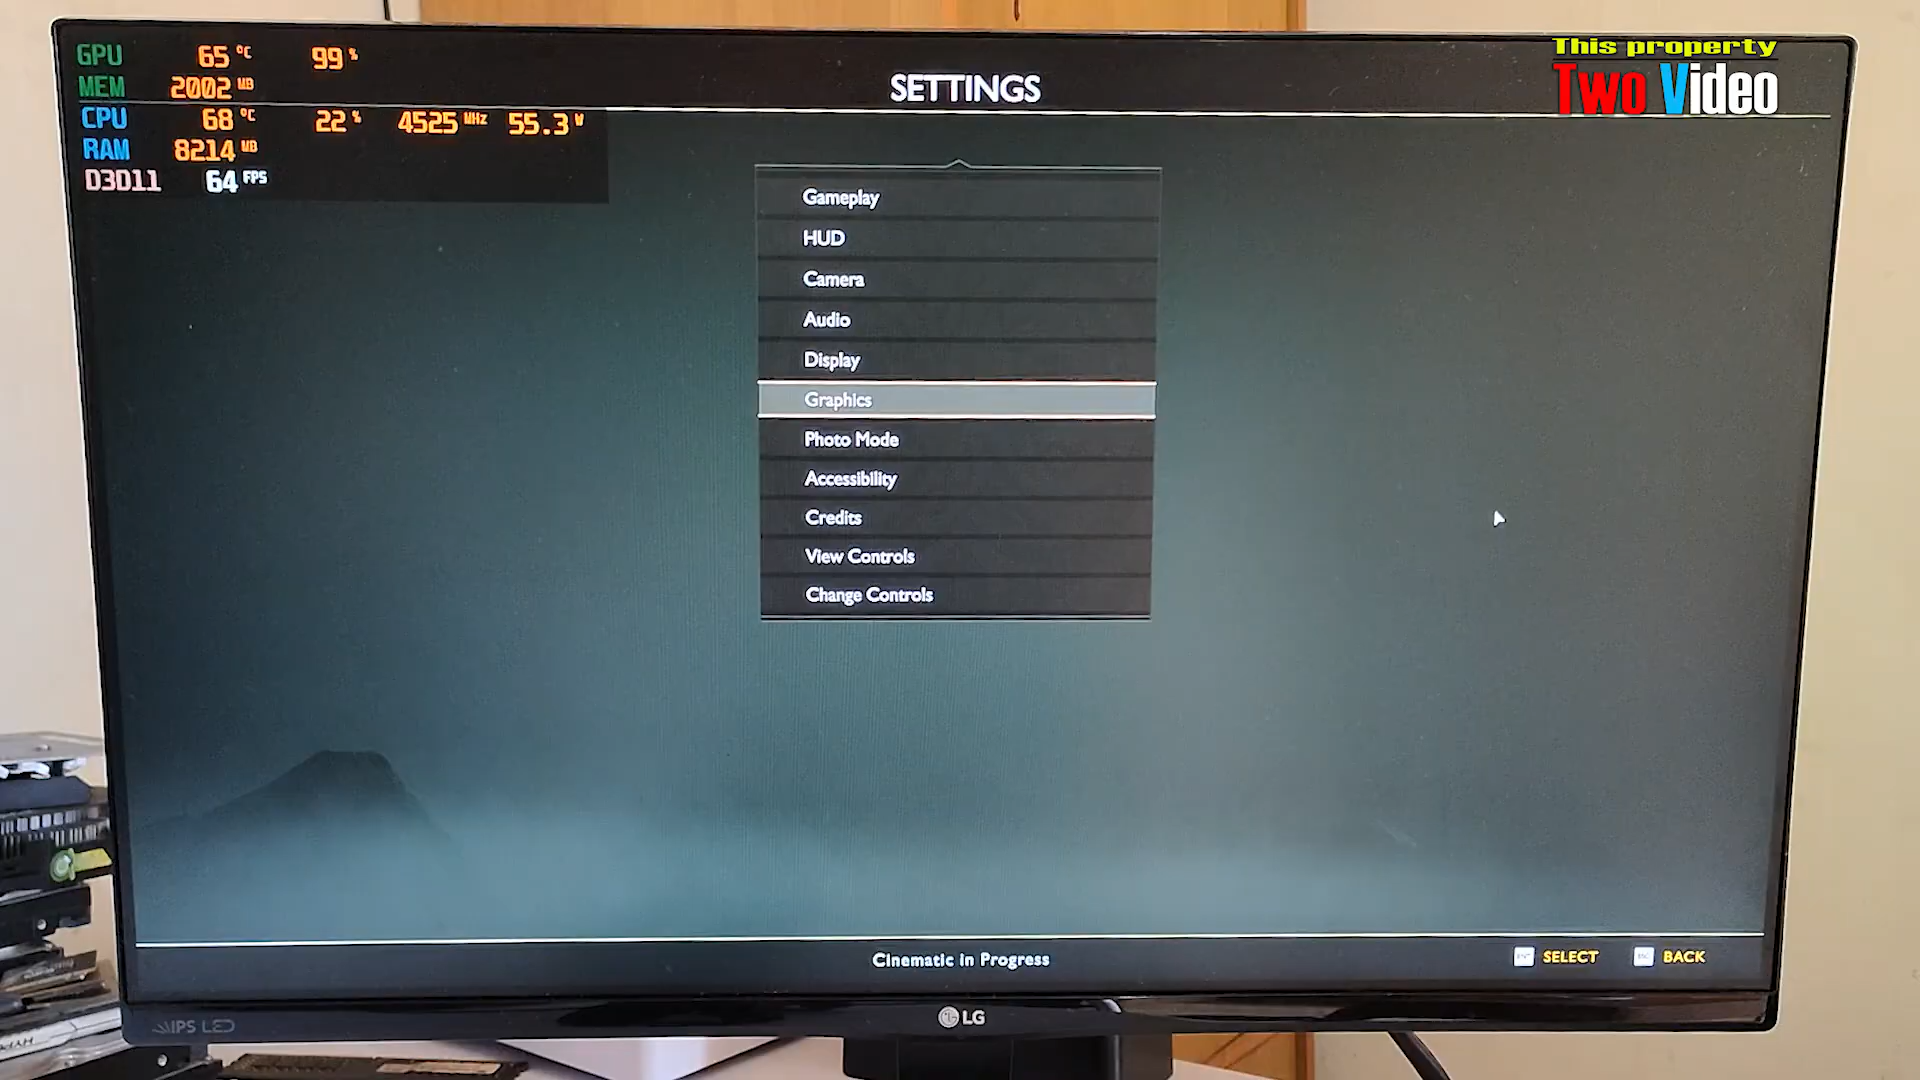 This property
Two Video
GPU 65 °C 99 %
MEM 2002 MB
CPU 68 °C 22 % 4525 MHz 55.3 W
RAM 8214 MB
D3D11 64 FPS
SETTINGS
Gameplay
HUD
Camera
Audio
Display
Graphics
Photo Mode
Accessibility
Credits
View Controls
Change Controls
Cinematic in Progress
SELECT
BACK
IPS LED
LG